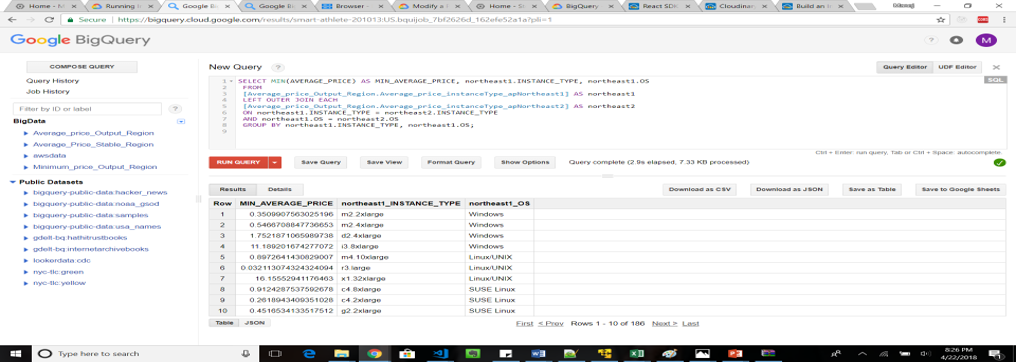 Home - M
Running in
Google Bi
Google Bi
Browser -
Modify a
Home - St
BigQuery
React SDK
Cloudinar
Build an I
Secure | https://bigquery.cloud.google.com/results/smart-athlete-201013:US.bquijob_7bf2626d_162efe52a1a?pli=1
Google BigQuery
? M
COMPOSE QUERY
Query History
Job History
Filter by ID or label ?
BigData
Average_price_Output_Region
Average_Price_Stable_Region
awsdata
Minimum_price_Output_Region
Public Datasets
bigquery-public-data:hacker_news
bigquery-public-data:noaa_gsod
bigquery-public-data:samples
bigquery-public-data:usa_names
gdelt-bq:hathitrustbooks
gdelt-bq:internetarchivebooks
lookerdata:cdc
nyc-tlc:green
nyc-tlc:yellow
New Query ? Query Editor UDF Editor
SQL
1 SELECT MIN(AVERAGE_PRICE) AS MIN_AVERAGE_PRICE, northeast1.INSTANCE_TYPE, northeast1.OS
2 FROM
3 [Average_price_Output_Region.Average_price_instanceType_apNortheast1] AS northeast1
4 LEFT OUTER JOIN EACH
5 [Average_price_Output_Region.Average_price_instanceType_apNortheast2] AS northeast2
6 ON northeast1.INSTANCE_TYPE = northeast2.INSTANCE_TYPE
7 AND northeast1.OS = northeast2.OS
8 GROUP BY northeast1.INSTANCE_TYPE, northeast1.OS;
9
Ctrl + Enter: run query, Tab or Ctrl + Space: autocomplete.
RUN QUERY Save Query Save View Format Query Show Options Query complete (2.9s elapsed, 7.33 KB processed)
Results Details Download as CSV Download as JSON Save as Table Save to Google Sheets
Row MIN_AVERAGE_PRICE northeast1_INSTANCE_TYPE northeast1_OS
1 0.3509907563025196 m2.2xlarge Windows
2 0.5466708847736653 m2.4xlarge Windows
3 1.7521871065989738 d2.4xlarge Windows
4 11.189201674277072 i3.8xlarge Windows
5 0.8972641430829007 m4.10xlarge Linux/UNIX
6 0.032113074324324094 r3.large Linux/UNIX
7 16.15552941176463 x1.32xlarge Linux/UNIX
8 0.9124287537592678 c4.8xlarge SUSE Linux
9 0.2618943409351028 c4.2xlarge SUSE Linux
10 0.4516534133517512 g2.2xlarge SUSE Linux
Table JSON First < Prev Rows 1 - 10 of 186 Next > Last
Type here to search
8:26 PM
4/22/2018